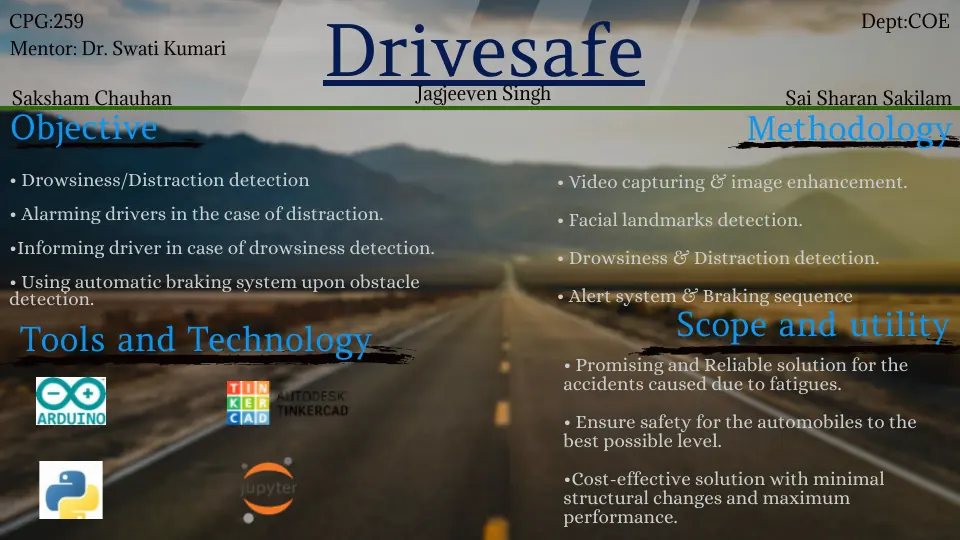 CPG:259
Mentor: Dr. Swati Kumari
Drivesafe
Dept:COE
Saksham Chauhan
Jagjeeven Singh
Sai Sharan Sakilam
Objective
• Drowsiness/Distraction detection
• Alarming drivers in the case of distraction.
•Informing driver in case of drowsiness detection.
• Using automatic braking system upon obstacle
detection.
Tools and Technology
ARDUINO
TIN
KER
CAD
AUTODESK
TINKERCAD
jupyter
Methodology
• Video capturing & image enhancement.
• Facial landmarks detection.
• Drowsiness & Distraction detection.
• Alert system & Braking sequence
Scope and utility
• Promising and Reliable solution for the
accidents caused due to fatigues.
• Ensure safety for the automobiles to the
best possible level.
•Cost-effective solution with minimal
structural changes and maximum
performance.